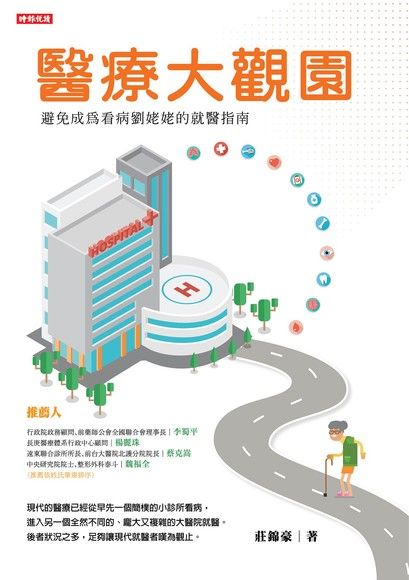 時報悅讀
醫療大觀園
避免成為看病劉姥姥的就醫指南
HOSPITAL
H
推薦人
行政院政務顧問、前藥師公會全國聯合會理事長|李蜀平
長庚醫療體系行政中心顧問|楊麗珠
遠東聯合診所所長、前台大醫院北護分院院長|蔡克嵩
中央研究院院士、整形外科泰斗|魏福全
(推薦依姓氏筆畫排序)
現代的醫療已經從早先一個簡樸的小診所看病,
進入另一個全然不同的、龐大又複雜的大醫院就醫。
後者狀況之多,足夠讓現代就醫者嘆為觀止。
莊錦豪|著